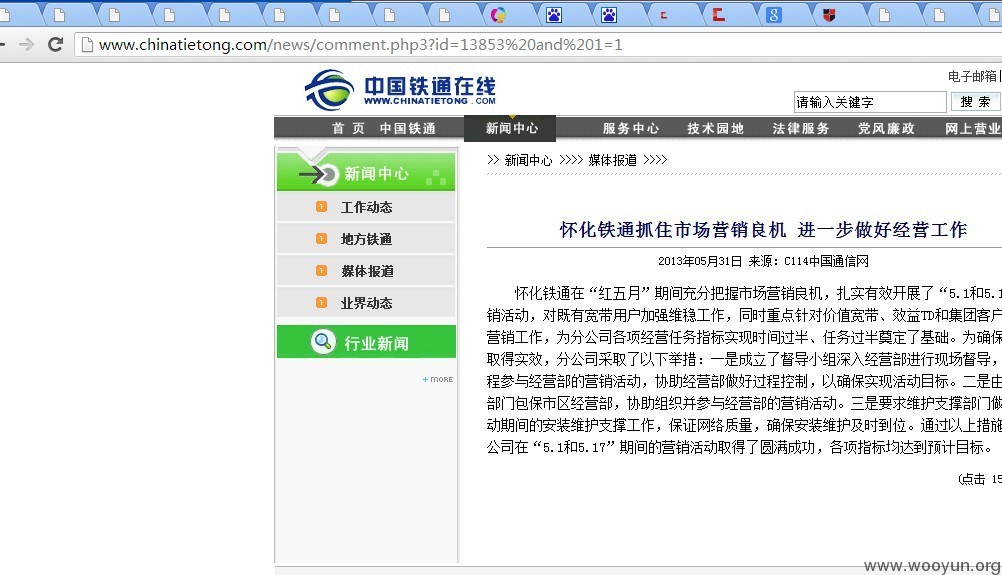 www.chinatietong.com/news/comment.php3?id=13853%20and%201=1
中国铁通在线
WWW.CHINATIETONG.COM
电子邮箱
请输入关键字 搜 索
首 页 中国铁通 新闻中心 服务中心 技术园地 法律服务 党风廉政 网上营业
新闻中心
工作动态
地方铁通
媒体报道
业界动态
行业新闻
+ MORE
>> 新闻中心 >>>> 媒体报道 >>>>
怀化铁通抓住市场营销良机 进一步做好经营工作
2013年05月31日 来源：C114中国通信网
怀化铁通在“红五月”期间充分把握市场营销良机，扎实有效开展了“5.1和5.1
销活动，对既有宽带用户加强维稳工作，同时重点针对价值宽带、效益TD和集团客户
营销工作，为分公司各项经营任务指标实现时间过半、任务过半奠定了基础。为确保
取得实效，分公司采取了以下举措：一是成立了督导小组深入经营部进行现场督导，
程参与经营部的营销活动，协助经营部做好过程控制，以确保实现活动目标。二是由
部门包保市区经营部，协助组织并参与经营部的营销活动。三是要求维护支撑部门做
动期间的安装维护支撑工作，保证网络质量，确保安装维护及时到位。通过以上措施
公司在“5.1和5.17”期间的营销活动取得了圆满成功，各项指标均达到预计目标。
(点击 15
www.wooyun.org